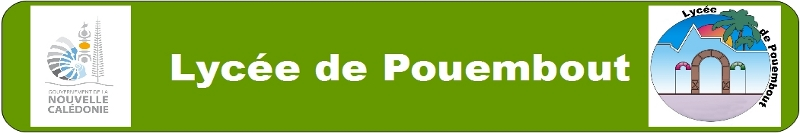 GOUVERNEMENT DE LA
NOUVELLE
CALÉDONIE
Lycée de Pouembout
Lycée de Pouembout